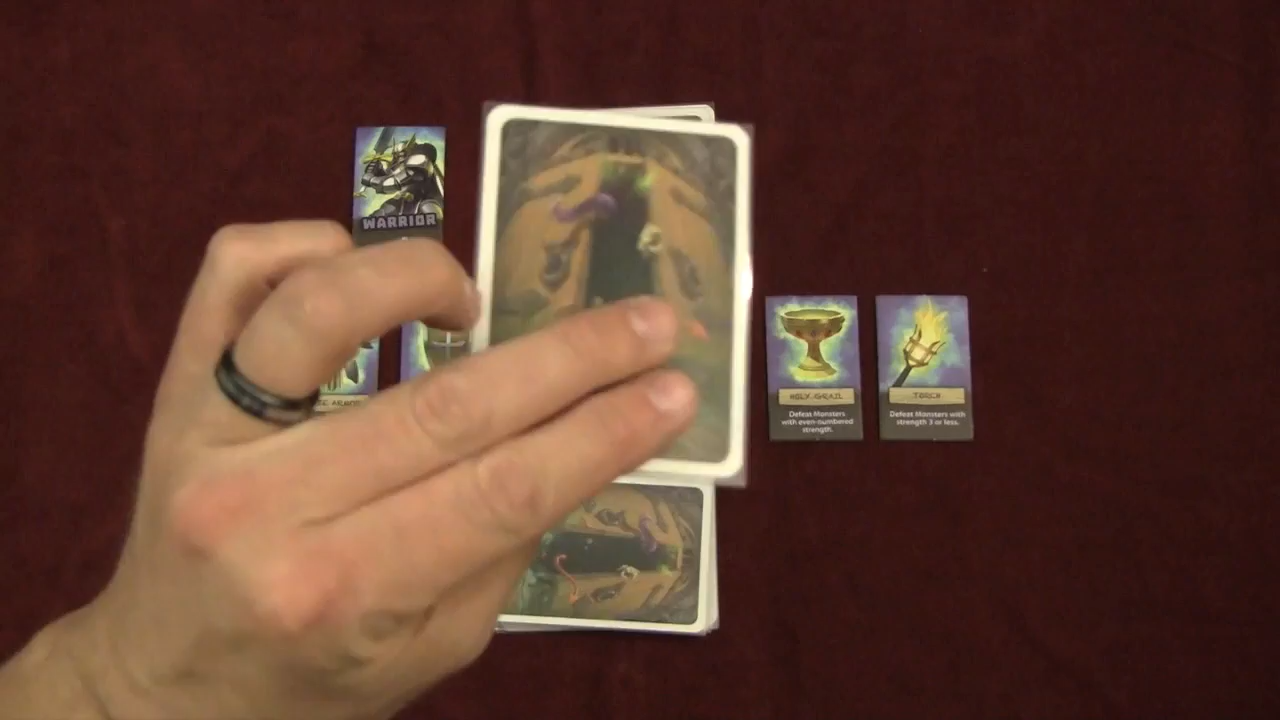 WARRIOR
HOLY GRAIL
Defeat Monsters
with even-numbered
strength.
TORCH
Defeat Monsters with
strength 3 or less.